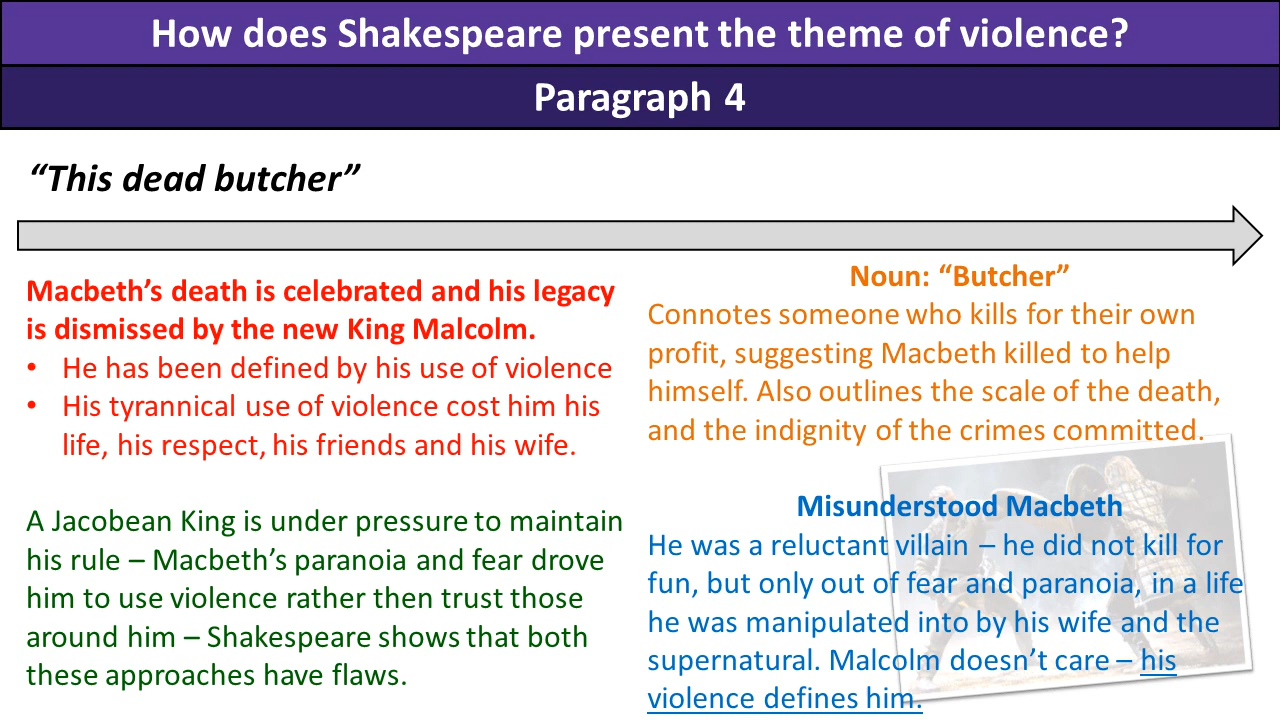 How does Shakespeare present the theme of violence?
Paragraph 4
“This dead butcher”
Macbeth’s death is celebrated and his legacy
is dismissed by the new King Malcolm.
• He has been defined by his use of violence
• His tyrannical use of violence cost him his
life, his respect, his friends and his wife.
A Jacobean King is under pressure to maintain
his rule – Macbeth’s paranoia and fear drove
him to use violence rather then trust those
around him – Shakespeare shows that both
these approaches have flaws.
Noun: “Butcher”
Connotes someone who kills for their own
profit, suggesting Macbeth killed to help
himself. Also outlines the scale of the death,
and the indignity of the crimes committed.
Misunderstood Macbeth
He was a reluctant villain – he did not kill for
fun, but only out of fear and paranoia, in a life
he was manipulated into by his wife and the
supernatural. Malcolm doesn’t care – his
violence defines him.